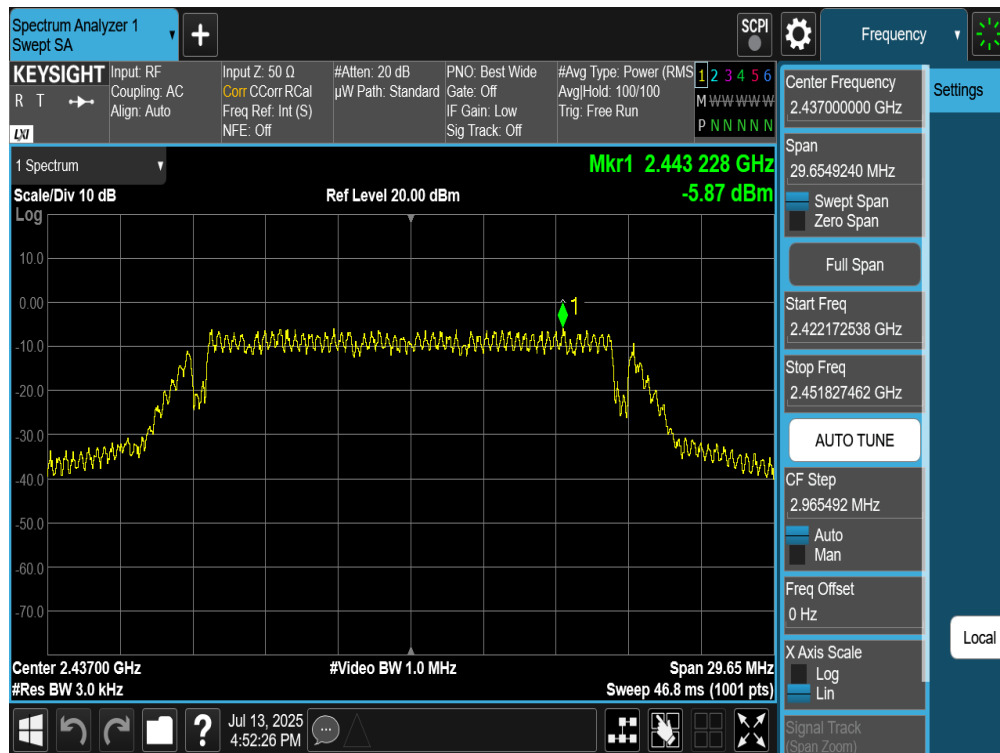 Spectrum Analyzer 1
Swept SA
+
SCPI
Frequency
KEYSIGHT
R T
LXI
Input: RF
Coupling: AC
Align: Auto
Input Z: 50 Ω
Corr CCorr RCal
Freq Ref: Int (S)
NFE: Off
#Atten: 20 dB
µW Path: Standard
PNO: Best Wide
Gate: Off
IF Gain: Low
Sig Track: Off
#Avg Type: Power (RMS
Avg|Hold: 100/100
Trig: Free Run
1 2 3 4 5 6
M W W W W W
P N N N N N
1 Spectrum
Mkr1 2.443 228 GHz
-5.87 dBm
Scale/Div 10 dB
Ref Level 20.00 dBm
Log
10.0
0.00
-10.0
-20.0
-30.0
-40.0
-50.0
-60.0
-70.0
1
Center 2.43700 GHz
#Video BW 1.0 MHz
Span 29.65 MHz
#Res BW 3.0 kHz
Sweep 46.8 ms (1001 pts)
Center Frequency
2.437000000 GHz
Span
29.6549240 MHz
Swept Span
Zero Span
Full Span
Start Freq
2.422172538 GHz
Stop Freq
2.451827462 GHz
AUTO TUNE
CF Step
2.965492 MHz
Auto
Man
Freq Offset
0 Hz
X Axis Scale
Log
Lin
Signal Track
(Span Zoom)
Settings
Local
?
Jul 13, 2025
4:52:26 PM